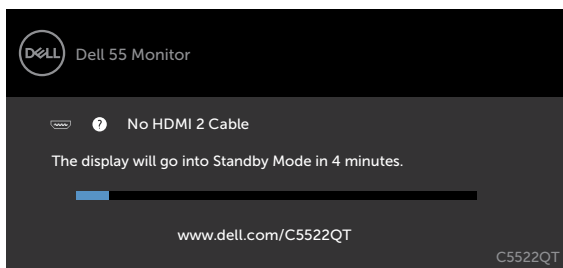 DELL
Dell 55 Monitor
? No HDMI 2 Cable
The display will go into Standby Mode in 4 minutes.
www.dell.com/C5522QT
C5522QT